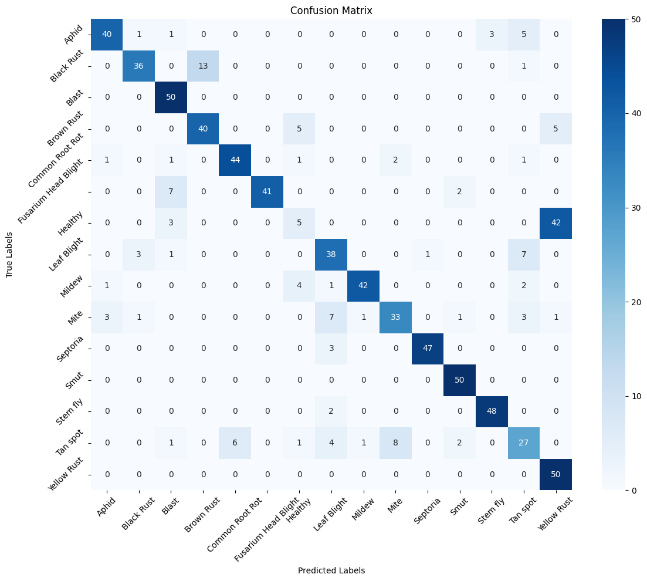 Confusion Matrix
Aphid 40 1 1 0 0 0 0 0 0 0 0 0 3 5 0
Black Rust 0 36 0 13 0 0 0 0 0 0 0 0 0 1 0
Blast 0 0 50 0 0 0 0 0 0 0 0 0 0 0 0
Brown Rust 0 0 0 40 0 0 5 0 0 0 0 0 0 0 5
Common Root Rot 1 0 1 0 44 0 1 0 0 2 0 0 0 1 0
Fusarium Head Blight 0 0 7 0 0 41 0 0 0 0 0 2 0 0 0
Healthy 0 0 3 0 0 0 5 0 0 0 0 0 0 0 42
Leaf Blight 0 3 1 0 0 0 0 38 0 0 1 0 0 7 0
Mildew 1 0 0 0 0 0 4 1 42 0 0 0 0 2 0
Mite 3 1 0 0 0 0 0 7 1 33 0 1 0 3 1
Septoria 0 0 0 0 0 0 0 3 0 0 47 0 0 0 0
Smut 0 0 0 0 0 0 0 0 0 0 0 50 0 0 0
Stem fly 0 0 0 0 0 0 0 2 0 0 0 0 48 0 0
Tan spot 0 0 1 0 6 0 1 4 1 8 0 2 0 27 0
Yellow Rust 0 0 0 0 0 0 0 0 0 0 0 0 0 0 50
True Labels
Aphid Black Rust Blast Brown Rust Common Root Rot Fusarium Head Blight Healthy Leaf Blight Mildew Mite Septoria Smut Stem fly Tan spot Yellow Rust
Predicted Labels
50
40
30
20
10
0